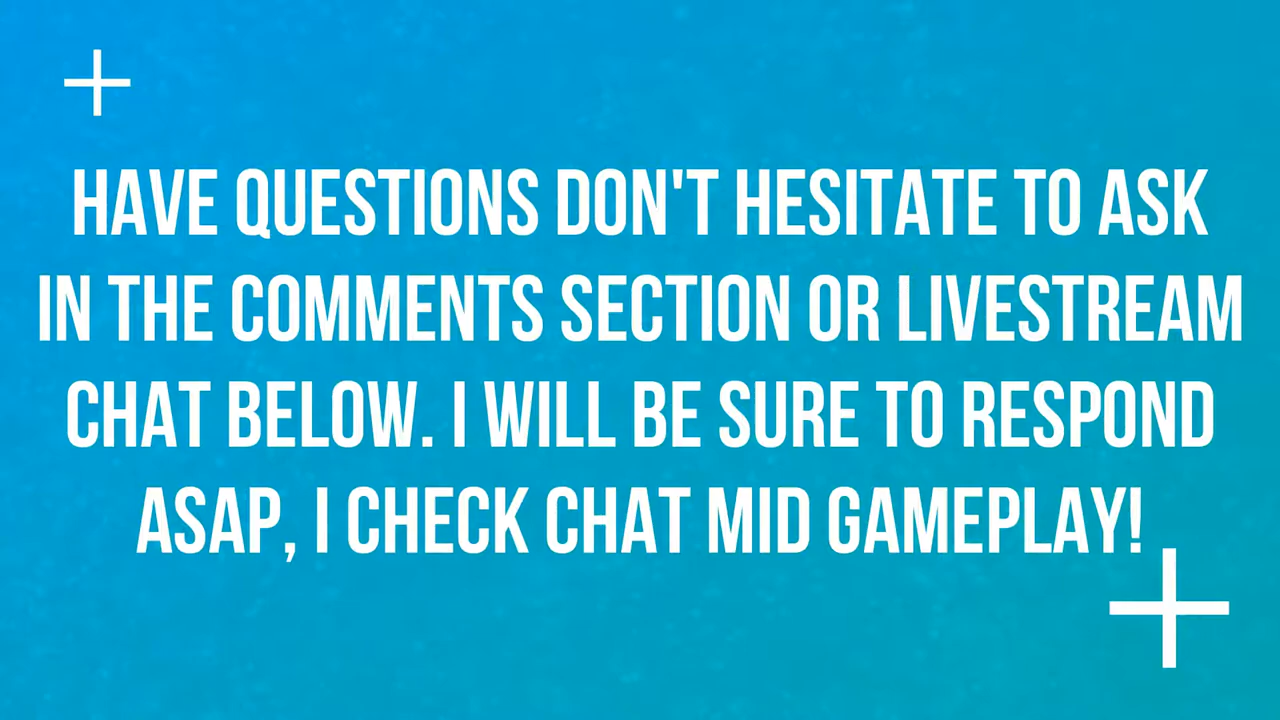 HAVE QUESTIONS DON'T HESITATE TO ASK
IN THE COMMENTS SECTION OR LIVESTREAM
CHAT BELOW. I WILL BE SURE TO RESPOND
ASAP, I CHECK CHAT MID GAMEPLAY!